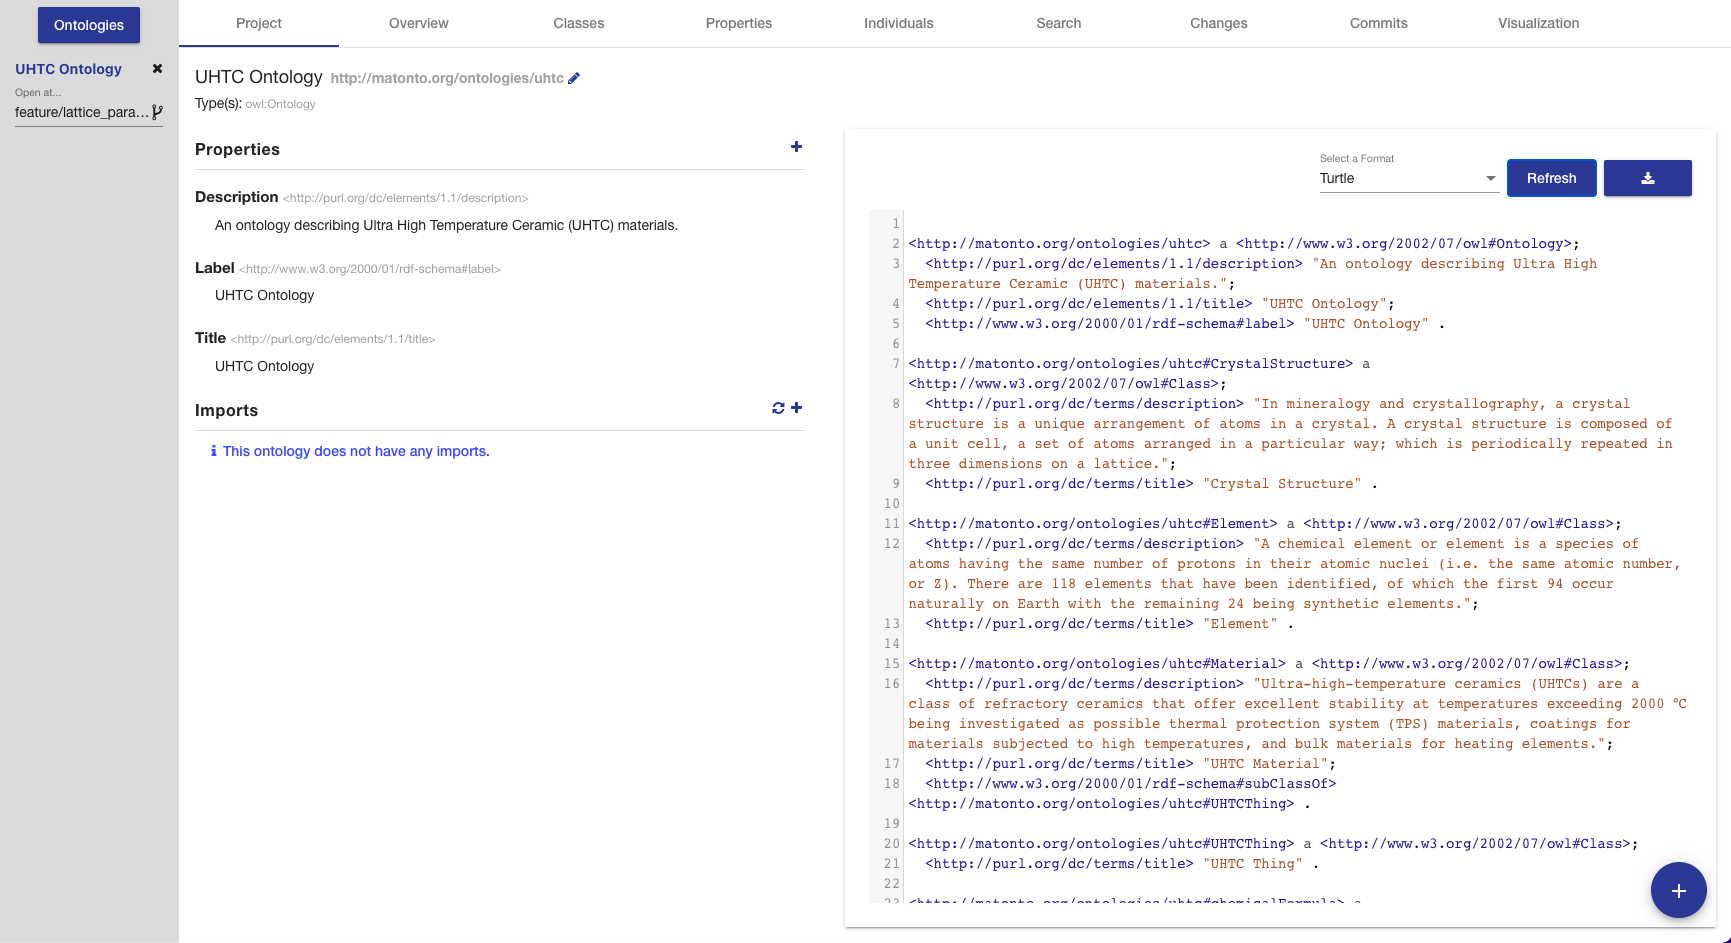 Ontologies
Project
Overview
Classes
Properties
Individuals
Search
Changes
Commits
Visualization
UHTC Ontology
Open at...
feature/lattice_para...
UHTC Ontology http://matonto.org/ontologies/uhtc
Type(s): owl:Ontology
Properties
Description <http://purl.org/dc/elements/1.1/description>
An ontology describing Ultra High Temperature Ceramic (UHTC) materials.
Label <http://www.w3.org/2000/01/rdf-schema#label>
UHTC Ontology
Title <http://purl.org/dc/elements/1.1/title>
UHTC Ontology
Imports
This ontology does not have any imports.
Select a Format
Turtle
Refresh
1
2 <http://matonto.org/ontologies/uhtc> a <http://www.w3.org/2002/07/owl#Ontology>;
3 <http://purl.org/dc/elements/1.1/description> "An ontology describing Ultra High
Temperature Ceramic (UHTC) materials.";
4 <http://purl.org/dc/elements/1.1/title> "UHTC Ontology";
5 <http://www.w3.org/2000/01/rdf-schema#label> "UHTC Ontology" .
6
7 <http://matonto.org/ontologies/uhtc#CrystalStructure> a
<http://www.w3.org/2002/07/owl#Class>;
8 <http://purl.org/dc/terms/description> "In mineralogy and crystallography, a crystal
structure is a unique arrangement of atoms in a crystal. A crystal structure is composed of
a unit cell, a set of atoms arranged in a particular way; which is periodically repeated in
three dimensions on a lattice.";
9 <http://purl.org/dc/terms/title> "Crystal Structure" .
10
11 <http://matonto.org/ontologies/uhtc#Element> a <http://www.w3.org/2002/07/owl#Class>;
12 <http://purl.org/dc/terms/description> "A chemical element or element is a species of
atoms having the same number of protons in their atomic nuclei (i.e. the same atomic number,
or Z). There are 118 elements that have been identified, of which the first 94 occur
naturally on Earth with the remaining 24 being synthetic elements.";
13 <http://purl.org/dc/terms/title> "Element" .
14
15 <http://matonto.org/ontologies/uhtc#Material> a <http://www.w3.org/2002/07/owl#Class>;
16 <http://purl.org/dc/terms/description> "Ultra-high-temperature ceramics (UHTCs) are a
class of refractory ceramics that offer excellent stability at temperatures exceeding 2000 °C
being investigated as possible thermal protection system (TPS) materials, coatings for
materials subjected to high temperatures, and bulk materials for heating elements.";
17 <http://purl.org/dc/terms/title> "UHTC Material";
18 <http://www.w3.org/2000/01/rdf-schema#subClassOf>
<http://matonto.org/ontologies/uhtc#UHTCThing> .
19
20 <http://matonto.org/ontologies/uhtc#UHTCThing> a <http://www.w3.org/2002/07/owl#Class>;
21 <http://purl.org/dc/terms/title> "UHTC Thing" .
22
23 <http://matonto.org/ontologies/uhtc#chemicalFormula> a